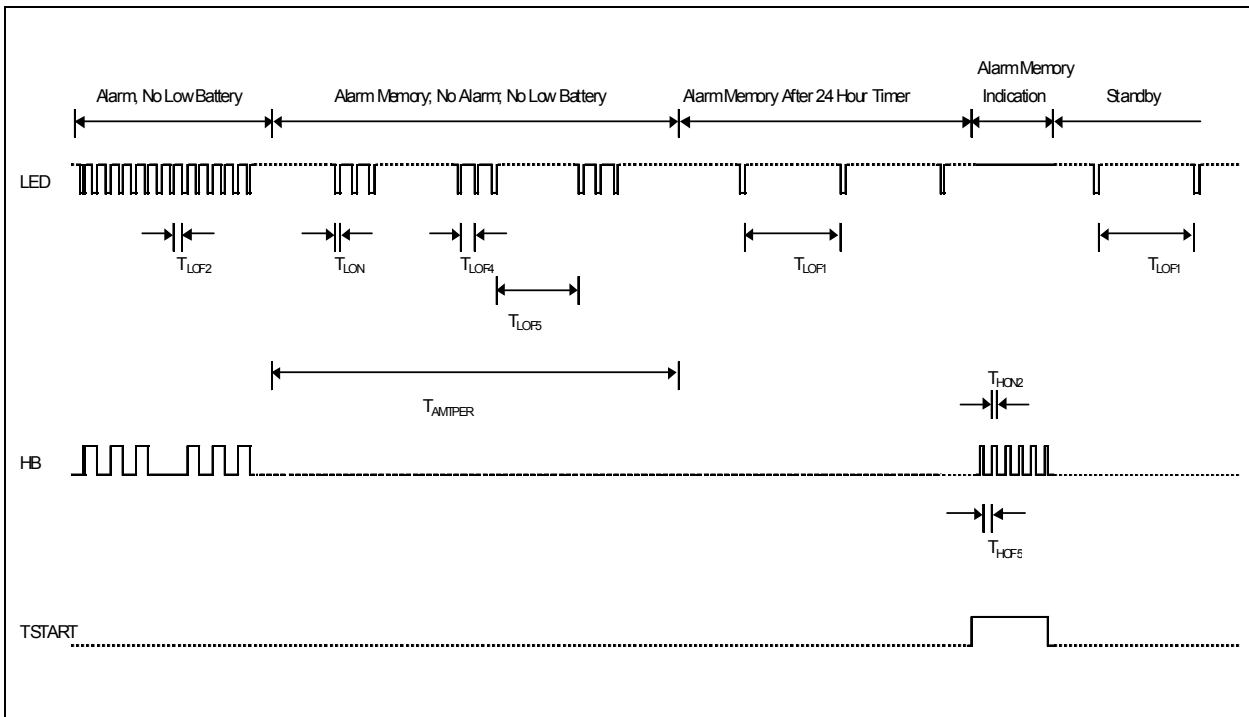 Alarm, No Low Battery
Alarm Memory; No Alarm; No Low Battery
Alarm Memory After 24 Hour Timer
Alarm Memory
Indication
Standby
LED
TLOF2
TLON
TLOF4
TLOF1
TLOF1
TLOF5
TAMTPER
THON2
HB
THOF5
TSTART